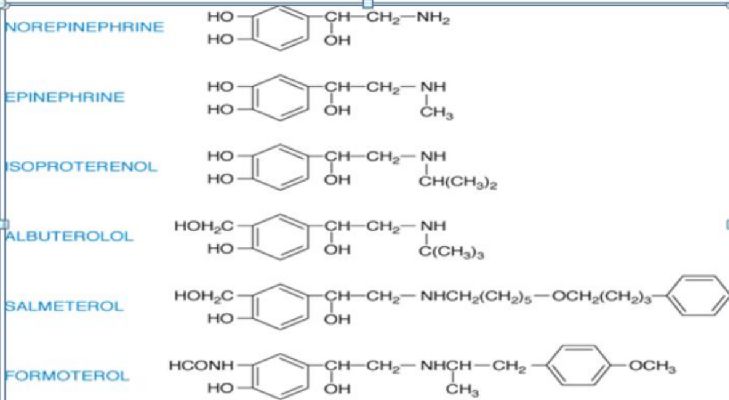 HO
CH—CH₂—NH₂
NOREPINEPHRINE
HO
OH
HO
CH—CH₂—NH
EPINEPHRINE
HO
OH
CH₃
HO
CH—CH₂—NH
ISOPROTERENOL
HO
OH
CH(CH₃)₂
HOH₂C
CH—CH₂—NH
ALBUTEROLOL
HO
OH
C(CH₃)₃
HOH₂C
CH—CH₂—NHCH₂(CH₂)₅—OCH₂(CH₂)₃
SALMETEROL
HO
OH
HCONH
CH—CH₂—NHCH—CH₂
OCH₃
FORMOTEROL
HO
OH
CH₃